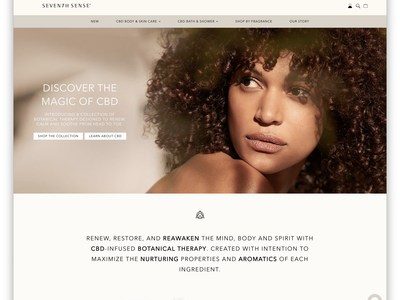 SEVENTH SENSE
NEW CBD BODY & SKIN CARE CBD BATH & SHOWER SHOP BY FRAGRANCE OUR STORY
DISCOVER THE
MAGIC OF CBD
INTRODUCING A COLLECTION OF
BOTANICAL THERAPY DESIGNED TO RENEW,
CALM AND SOOTHE FROM HEAD TO TOE.
SHOP THE COLLECTION LEARN ABOUT CBD
RENEW, RESTORE, AND REAWAKEN THE MIND, BODY AND SPIRIT WITH
CBD-INFUSED BOTANICAL THERAPY. CREATED WITH INTENTION TO
MAXIMIZE THE NURTURING PROPERTIES AND AROMATICS OF EACH
INGREDIENT.